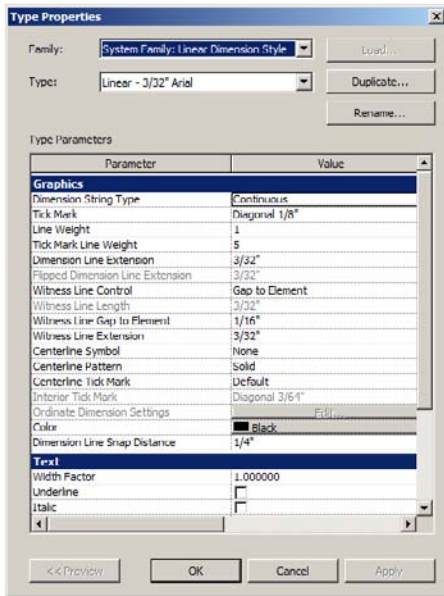 Type Properties
Family: System Family: Linear Dimension Style Load...
Type: Linear - 3/32" Arial Duplicate...
Rename...
Type Parameters
Parameter Value
Graphics
Dimension String Type Continuous
Tick Mark Diagonal 1/8"
Line Weight 1
Tick Mark Line Weight 5
Dimension Line Extension 3/32"
Flipped Dimension Line Extension 3/32"
Witness Line Control Gap to Element
Witness Line Length 3/32"
Witness Line Gap to Element 1/16"
Witness Line Extension 3/32"
Centerline Symbol None
Centerline Pattern Solid
Centerline Tick Mark Default
Interior Tick Mark Diagonal 3/64"
Ordinate Dimension Settings Edit...
Color Black
Dimension Line Snap Distance 1/4"
Text
Width Factor 1.000000
Underline
Italic
<< Preview OK Cancel Apply